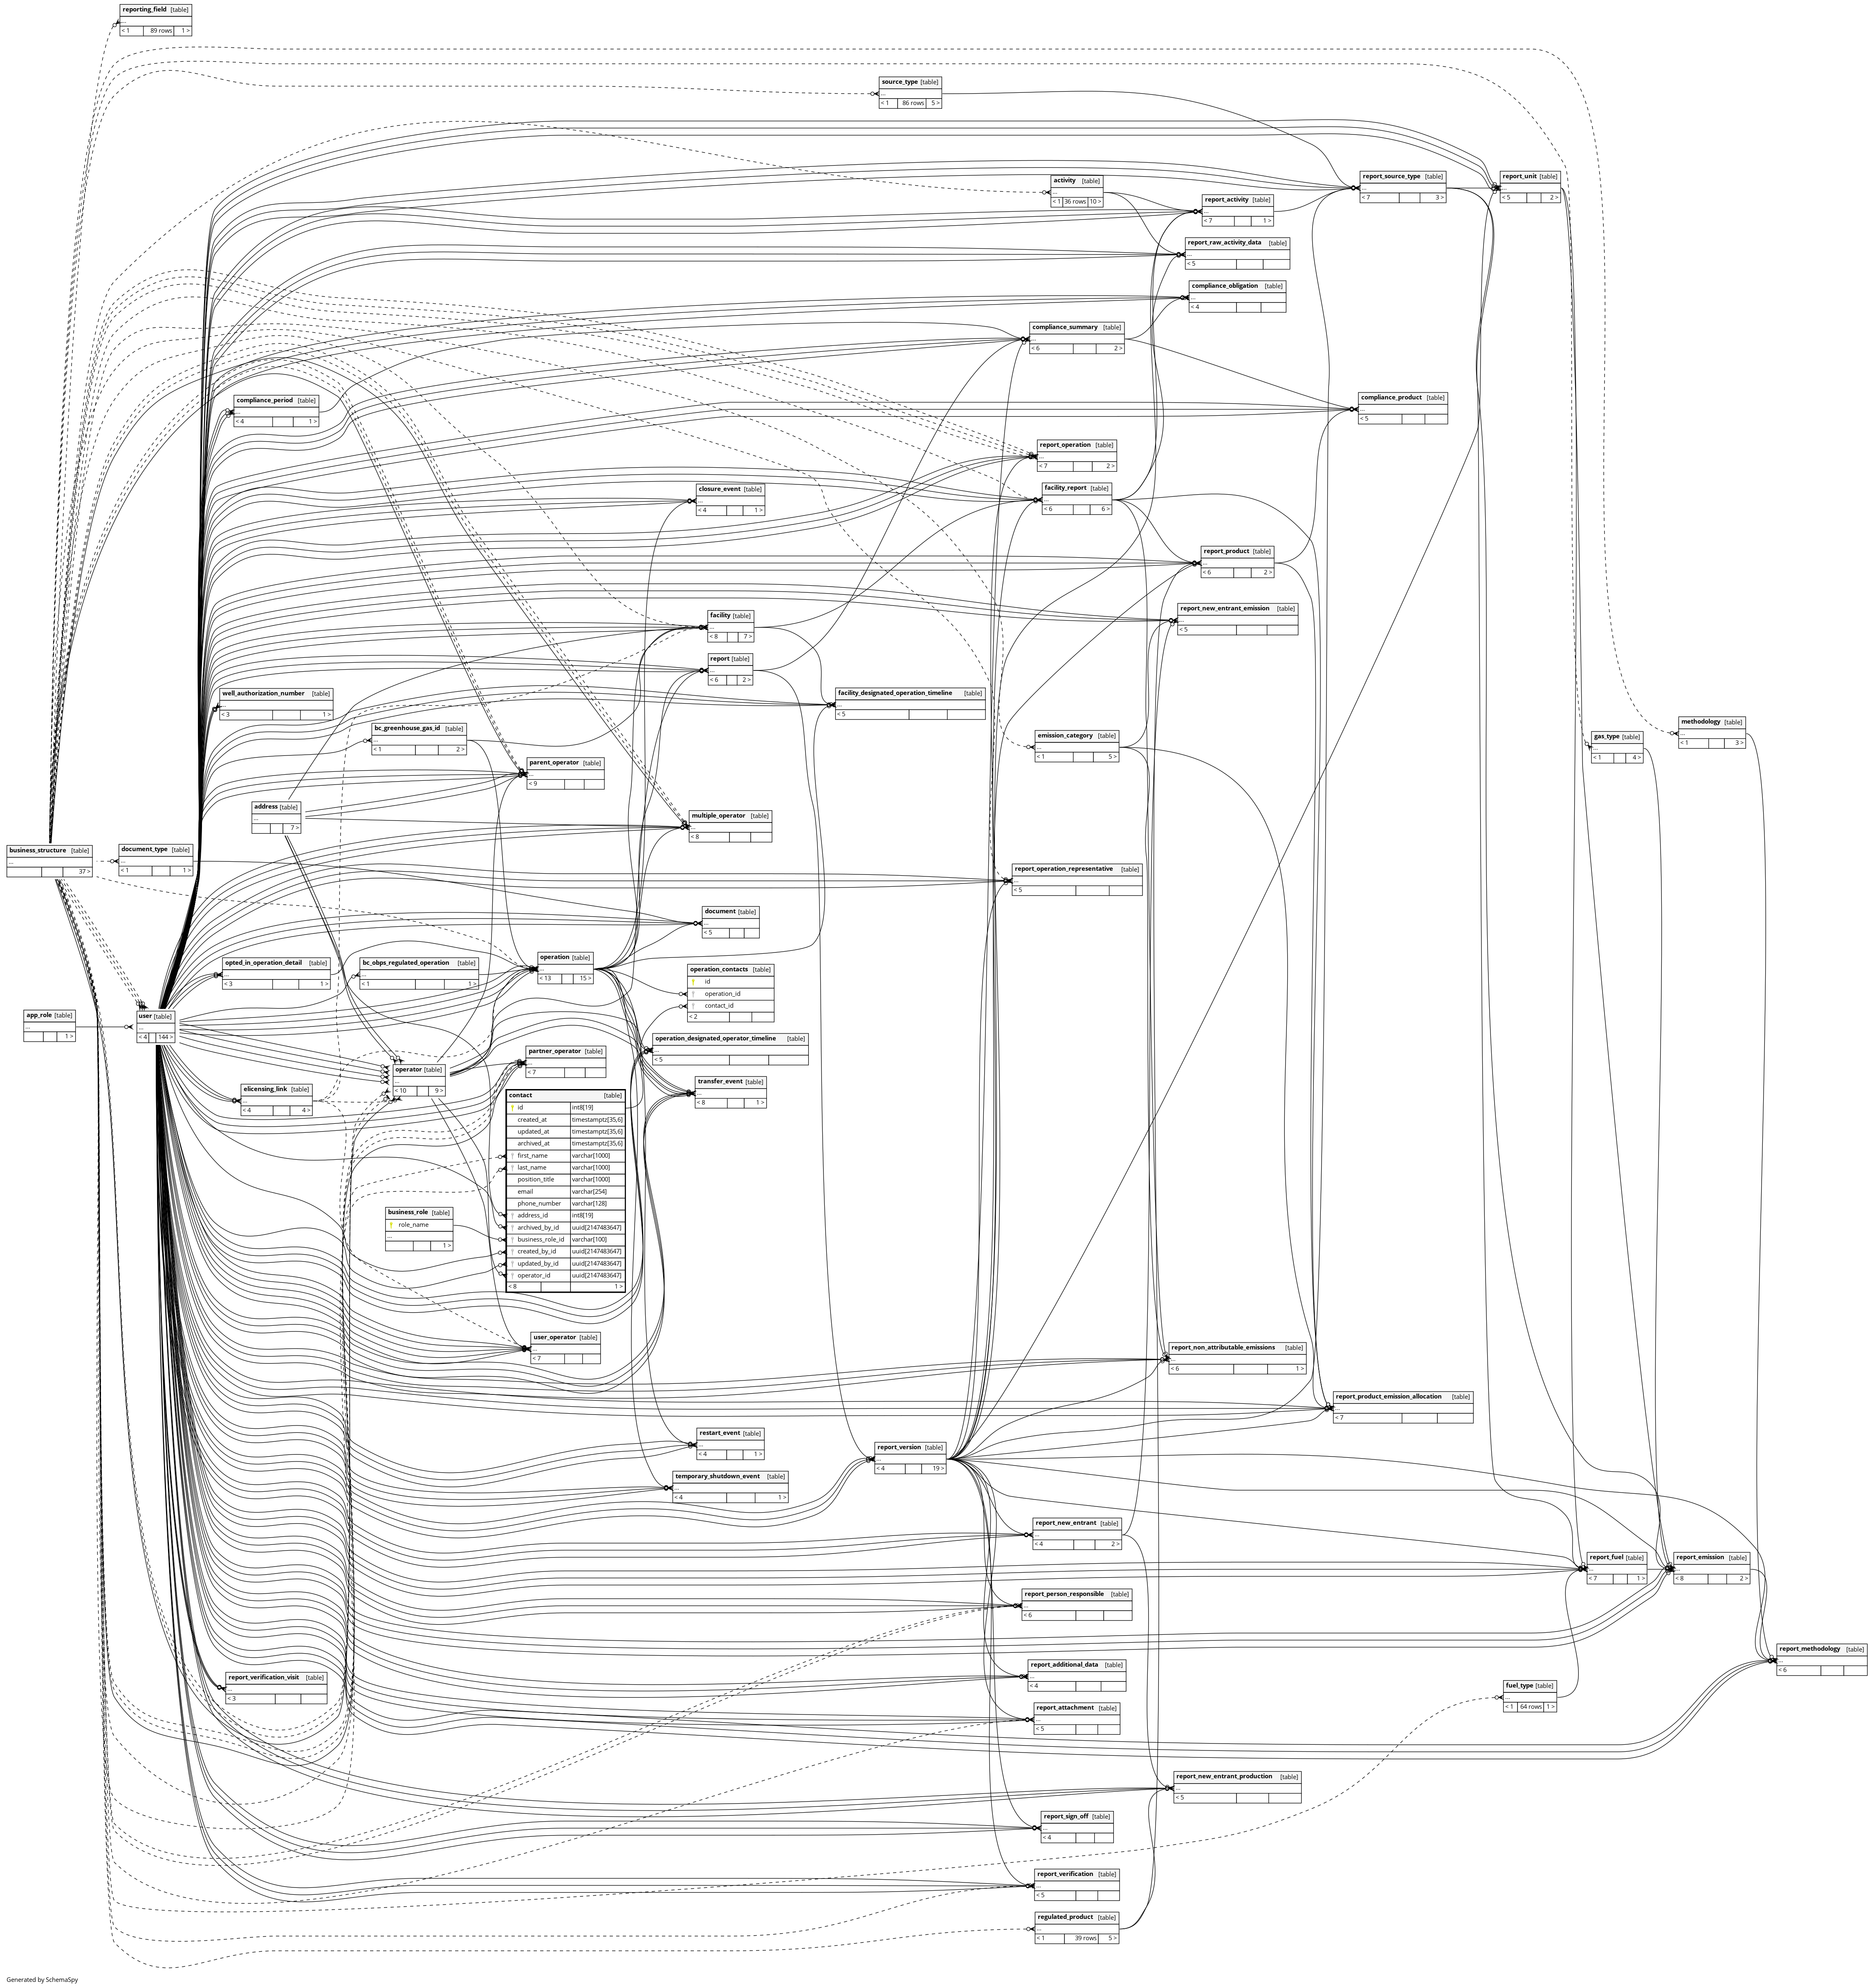 reporting_field [table]
...
< 1 89 rows 1 >
source_type [table]
...
< 1 86 rows 5 >
activity [table]
...
< 1 36 rows 10 >
report_source_type [table]
...
< 7 3 >
report_unit [table]
...
< 5 2 >
report_activity [table]
...
< 7 1 >
report_raw_activity_data [table]
...
< 5
compliance_obligation [table]
...
< 4
compliance_summary [table]
...
< 6 2 >
compliance_period [table]
...
< 4 1 >
compliance_product [table]
...
< 5
report_operation [table]
...
< 7 2 >
closure_event [table]
...
< 4 1 >
facility_report [table]
...
< 6 6 >
report_product [table]
...
< 6 2 >
report_new_entrant_emission [table]
...
< 5
facility [table]
...
< 8 7 >
report [table]
...
< 6 2 >
well_authorization_number [table]
...
< 3 1 >
facility_designated_operation_timeline [table]
...
< 5
bc_greenhouse_gas_id [table]
...
< 1 2 >
emission_category [table]
...
< 1 5 >
gas_type [table]
...
< 1 4 >
methodology [table]
...
< 1 3 >
parent_operator [table]
...
< 9
address [table]
...
7 >
multiple_operator [table]
...
< 8
business_structure [table]
...
37 >
document_type [table]
...
< 1 1 >
report_operation_representative [table]
...
< 5
document [table]
...
< 5
opted_in_operation_detail [table]
...
< 3 1 >
bc_obps_regulated_operation [table]
...
< 1 1 >
operation [table]
...
< 13 15 >
operation_contacts [table]
id
operation_id
contact_id
< 2
app_role [table]
...
1 >
user [table]
...
< 4 144 >
operation_designated_operator_timeline [table]
...
< 5
partner_operator [table]
...
< 7
operator [table]
...
< 10 9 >
elicensing_link [table]
...
< 4 4 >
transfer_event [table]
...
< 8 1 >
contact [table]
id int8[19]
created_at timestamptz[35,6]
updated_at timestamptz[35,6]
archived_at timestamptz[35,6]
first_name varchar[1000]
last_name varchar[1000]
position_title varchar[1000]
email varchar[254]
phone_number varchar[128]
address_id int8[19]
archived_by_id uuid[2147483647]
business_role_id varchar[100]
created_by_id uuid[2147483647]
updated_by_id uuid[2147483647]
operator_id uuid[2147483647]
< 8 1 >
business_role [table]
role_name
...
1 >
user_operator [table]
...
< 7
report_non_attributable_emissions [table]
...
< 6 1 >
report_product_emission_allocation [table]
...
< 7
restart_event [table]
...
< 4 1 >
report_version [table]
...
< 4 19 >
temporary_shutdown_event [table]
...
< 4 1 >
report_new_entrant [table]
...
< 4 2 >
report_fuel [table]
...
< 7 1 >
report_emission [table]
...
< 8 2 >
report_person_responsible [table]
...
< 6
report_methodology [table]
...
< 6
report_additional_data [table]
...
< 4
report_verification_visit [table]
...
< 3
fuel_type [table]
...
< 1 64 rows 1 >
report_attachment [table]
...
< 5
report_new_entrant_production [table]
...
< 5
report_sign_off [table]
...
< 4
report_verification [table]
...
< 5
regulated_product [table]
...
< 1 39 rows 5 >
Generated by SchemaSpy